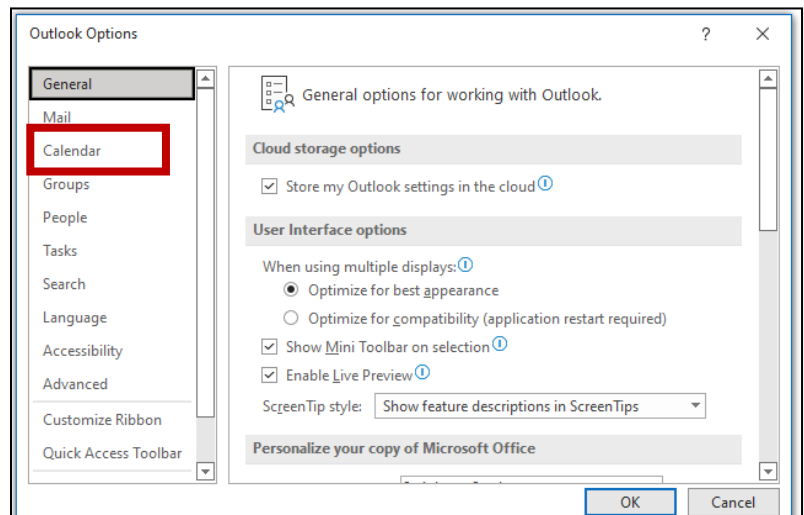 Outlook Options
?
General
Mail
Calendar
Groups
People
Tasks
Search
Language
Accessibility
Advanced
Customize Ribbon
Quick Access Toolbar
General options for working with Outlook.
Cloud storage options
Store my Outlook settings in the cloud
User Interface options
When using multiple displays:
Optimize for best appearance
Optimize for compatibility (application restart required)
Show Mini Toolbar on selection
Enable Live Preview
ScreenTip style: Show feature descriptions in ScreenTips
Personalize your copy of Microsoft Office
OK Cancel